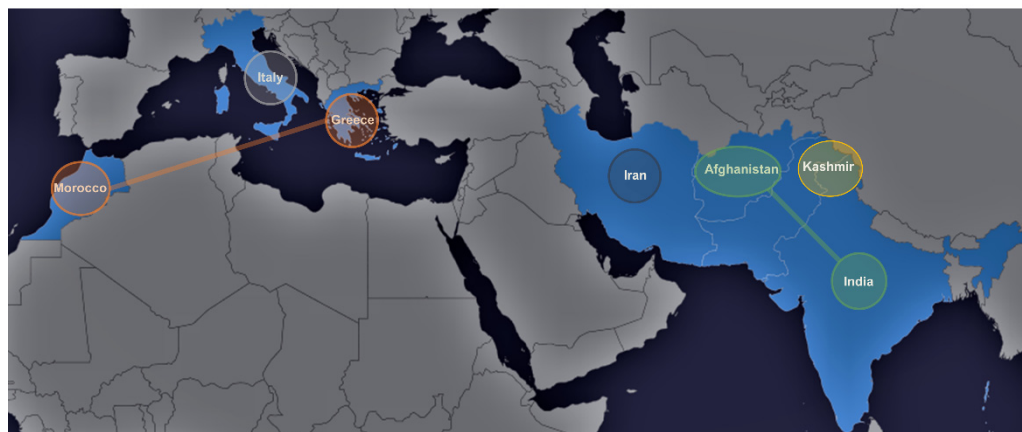 Italy
Greece
Morocco
Iran
Afghanistan
Kashmir
India